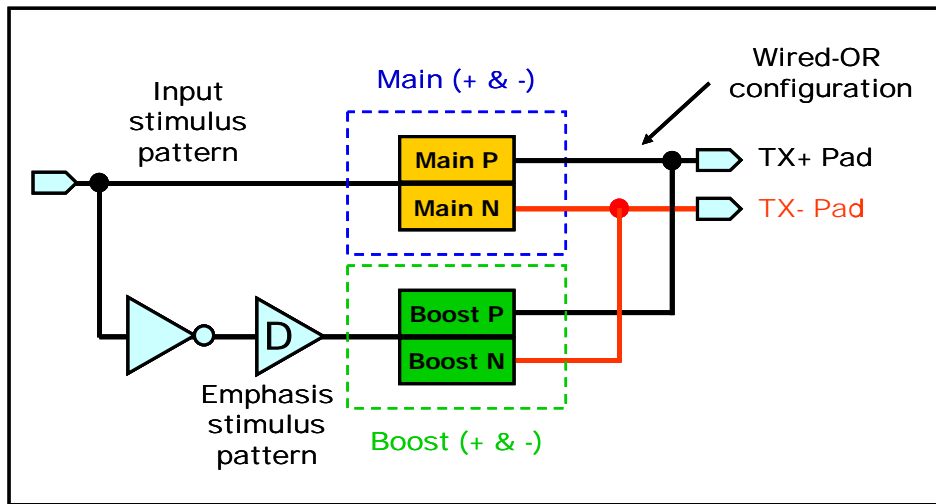 Input
stimulus
pattern
Main (+ & -)
Wired-OR
configuration
Main P
Main N
TX+ Pad
TX- Pad
D
Boost P
Boost N
Emphasis
stimulus
pattern
Boost (+ & -)